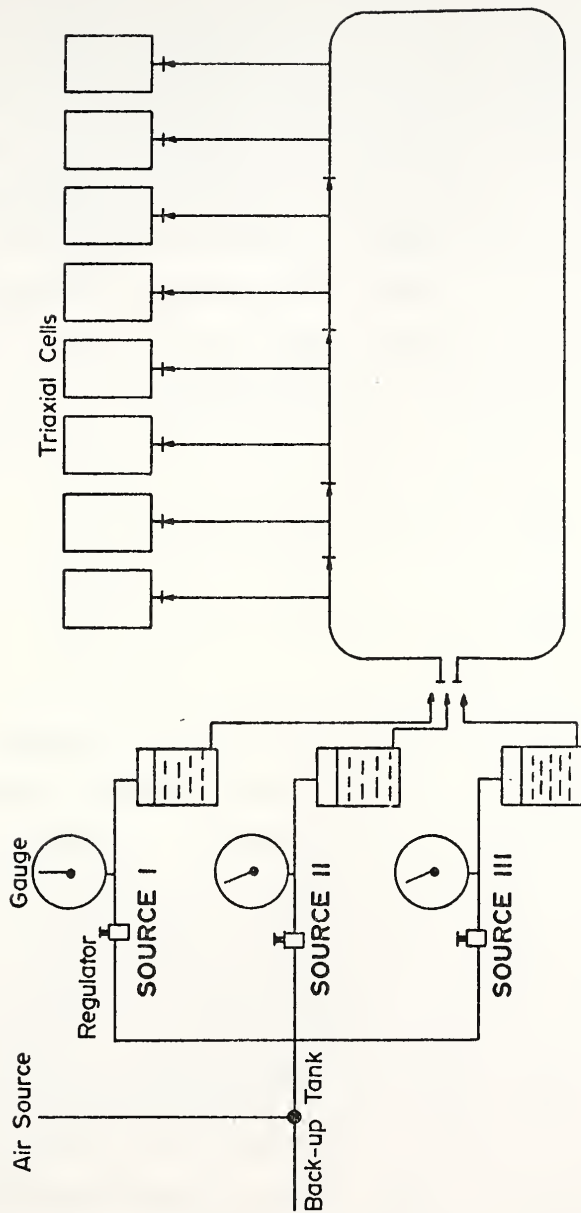 Air Source
Back-up Tank
Regulator
Gauge
SOURCE I
SOURCE II
SOURCE III
Triaxial Cells